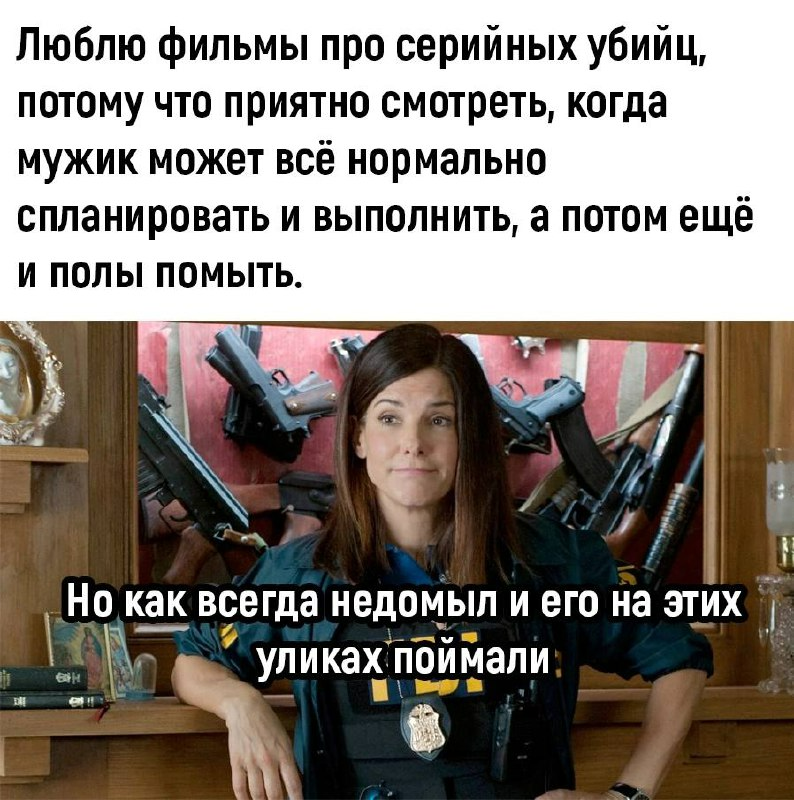 Люблю фильмы про серийных убийц,
потому что приятно смотреть, когда
мужик может всё нормально
спланировать и выполнить, а потом ещё
и полы помыть.
Но как всегда недомыл и его на этих
уликах поймали